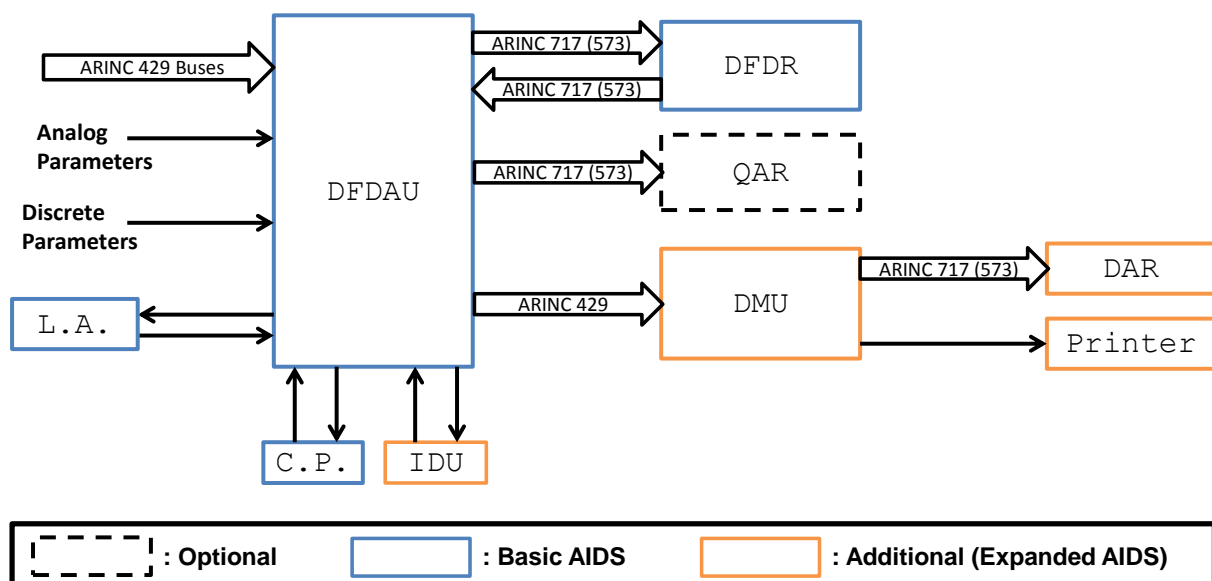 ARINC 429 Buses
Analog
Parameters
Discrete
Parameters
L.A.
DFDAU
C.P.
IDU
ARINC 717 (573)
ARINC 717 (573)
DFDR
ARINC 717 (573)
QAR
ARINC 429
DMU
ARINC 717 (573)
DAR
Printer
: Optional
: Basic AIDS
: Additional (Expanded AIDS)